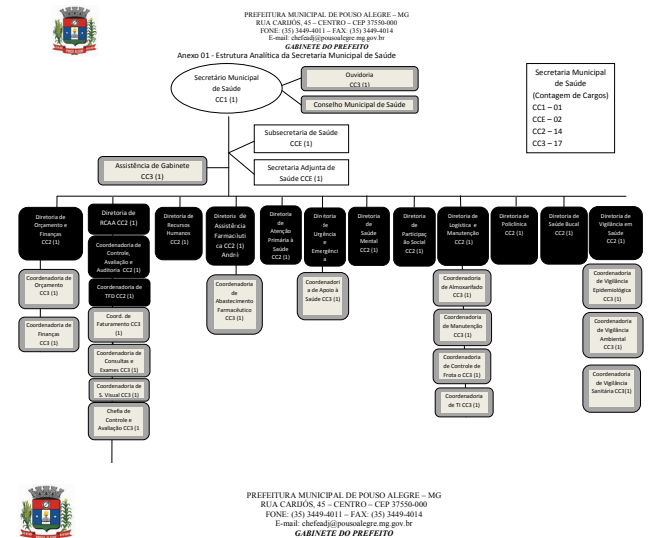 PREFEITURA MUNICIPAL DE POUSO ALEGRE – MG
RUA CARIJÓS, 45 – CENTRO – CEP 37550-000
FONE: (35) 3449-4011 – FAX: (35) 3449-4014
E-mail: chefeadj@pousoalegre.mg.gov.br
GABINETE DO PREFEITO
Anexo 01 - Estrutura Analítica da Secretaria Municipal de Saúde
Secretário Municipal
de Saúde
CC1 (1)
Ouvidoria
CC3 (1)
Conselho Municipal de Saúde
Secretaria Municipal
de Saúde
(Contagem de Cargos)
CC1 – 01
CCE – 02
CC2 – 14
CC3 – 17
Subsecretaria de Saúde
CCE (1)
Assistência de Gabinete
CC3 (1)
Secretaria Adjunta de
Saúde CCE (1)
Diretoria de
Orçamento e
Finanças
CC2 (1)
Coordenadoria de
Orçamento
CC3 (1)
Coordenadoria de
Finanças
CC3 (1)
Diretoria de
RCAA CC2 (1)
Coordenadoria de
Controle,
Avaliação e
Auditoria CC2 (1)
Coordenadoria de
TFD CC2 (1)
Coord. de
Faturamento CC3
(1)
Coordenadoria de
Consultas e
Exames CC3 (1)
Coordenadoria de
S. Visual CC3 (1)
Chefia de
Controle e
Avaliação CC3 (1
Diretoria de
Recursos
Humanos
CC2 (1)
Diretoria de
Assistência
Farmacêuti
ca CC2 (1)
André
Coordenadoria
de
Abastecimento
Farmacêutico
CC3 (1)
Diretoria
de
Atenção
Primária à
Saúde
CC2 (1)
Diretoria
de
Urgência
e
Emergênci
a
Coordenadori
a de Apoio à
Saúde CC3 (1)
Diretoria
de
Saúde
Mental
CC2 (1)
Diretoria
de
Participaç
ão Social
CC2 (1)
Diretoria de
Logística e
Manutenção
CC2 (1)
Coordenadoria
de Almoxarifado
CC3 (1)
Coordenadoria
de Manutenção
CC3 (1)
Coordenadoria
de Controle de
Frota o CC3 (1)
Coordenadoria
de TI CC3 (1)
Diretoria de
Policlínica
CC2 (1)
Diretoria de
Saúde Bucal
CC2 (1)
Diretoria de
Vigilância em
Saúde
CC2 (1)
Coordenadoria
de Vigilância
Epidemiológica
CC3 (1)
Coordenadoria
de Vigilância
Ambiental
CC3 (1)
Coordenadoria
de Vigilância
Sanitária CC3(1)
PREFEITURA MUNICIPAL DE POUSO ALEGRE – MG
RUA CARIJÓS, 45 – CENTRO – CEP 37550-000
FONE: (35) 3449-4011 – FAX: (35) 3449-4014
E-mail: chefeadj@pousoalegre.mg.gov.br
GABINETE DO PREFEITO